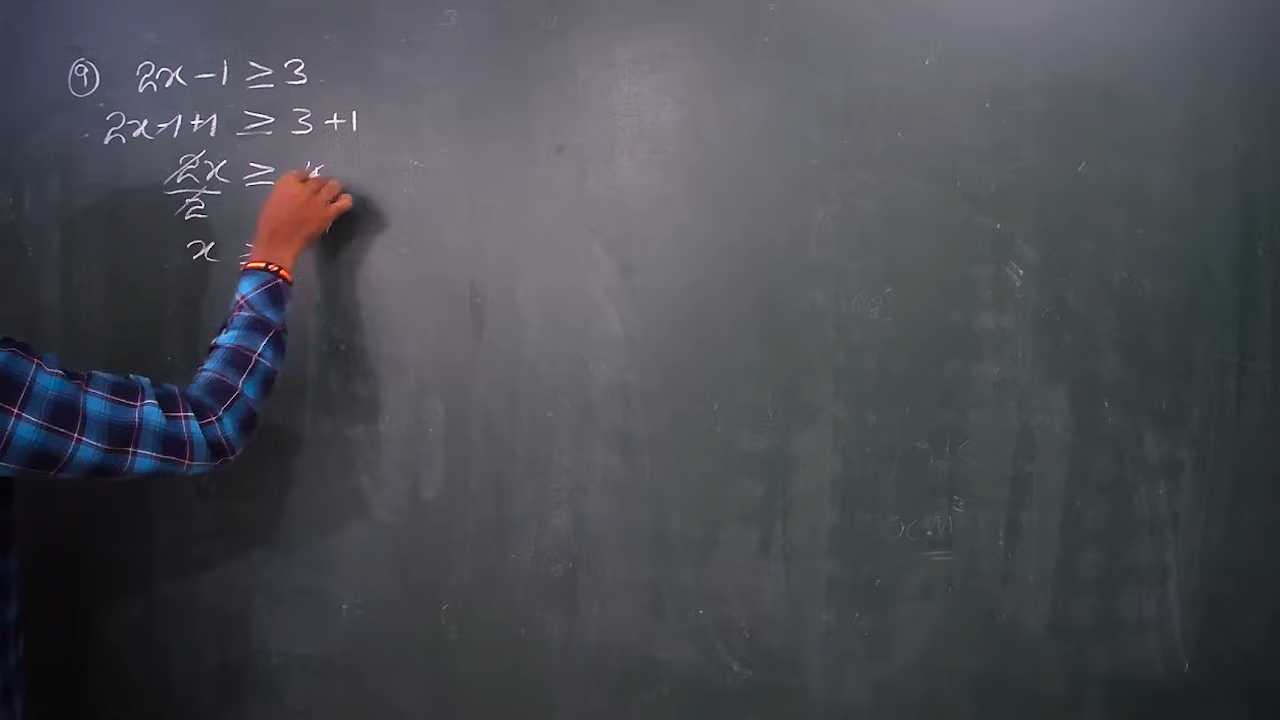 ⑨ 2x-1 ≥ 3
2x-1+1 ≥ 3+1
2x ≥
2
x ≥